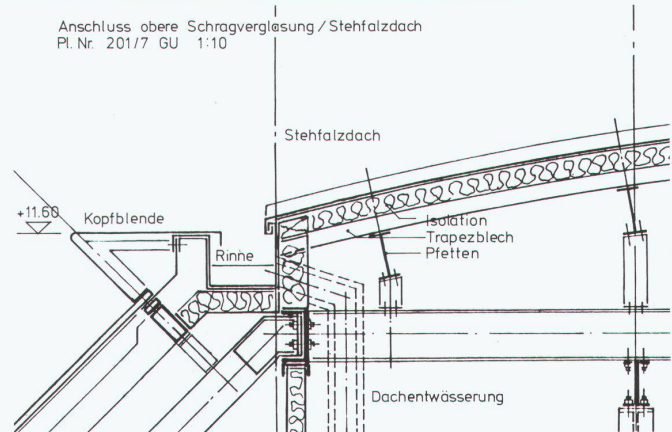 Anschluss obere Schragverglasung / Stehfalzdach
Pl. Nr. 201/7 GU 1:10
Stehfalzdach
+11.60
Kopfblende
Rinne
Isolation
Trapezblech
Pfetten
Dachentwässerung